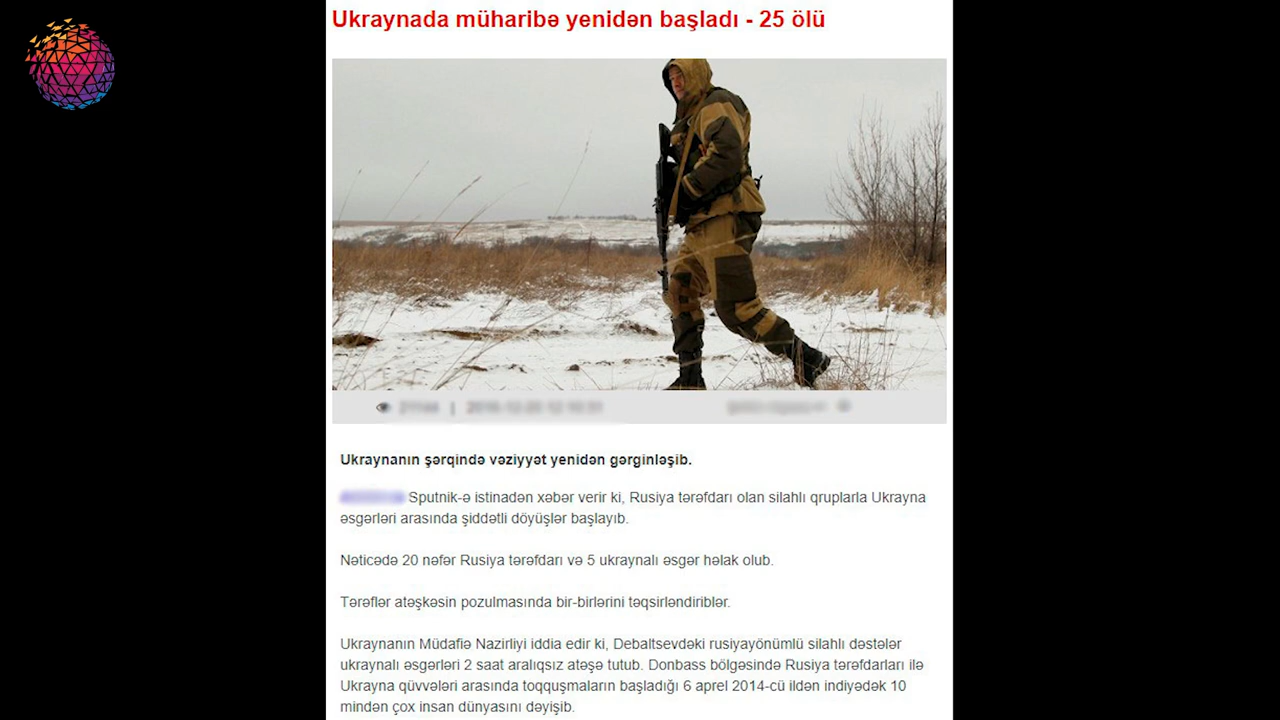 Ukraynada müharibə yenidən başladı - 25 ölü
Ukraynanın şərqində vəziyyət yenidən gərginləşib.
Sputnik-ə istinadən xəbər verir ki, Rusiya tərəfdarı olan silahlı qruplarla Ukrayna
əsgərləri arasında şiddətli döyüşlər başlayıb.
Nəticədə 20 nəfər Rusiya tərəfdarı və 5 ukraynalı əsgər həlak olub.
Tərəflər atəşkəsin pozulmasında bir-birlərini təqsirləndiriblər.
Ukraynanın Müdafiə Nazirliyi iddia edir ki, Debaltsevdəki rusiyayönümlü silahlı dəstələr
ukraynalı əsgərləri 2 saat aralıqsız atəşə tutub. Donbass bölgəsində Rusiya tərəfdarları ilə
Ukrayna qüvvələri arasında toqquşmaların başladığı 6 aprel 2014-cü ildən indiyədək 10
mindən çox insan dünyasını dəyişib.